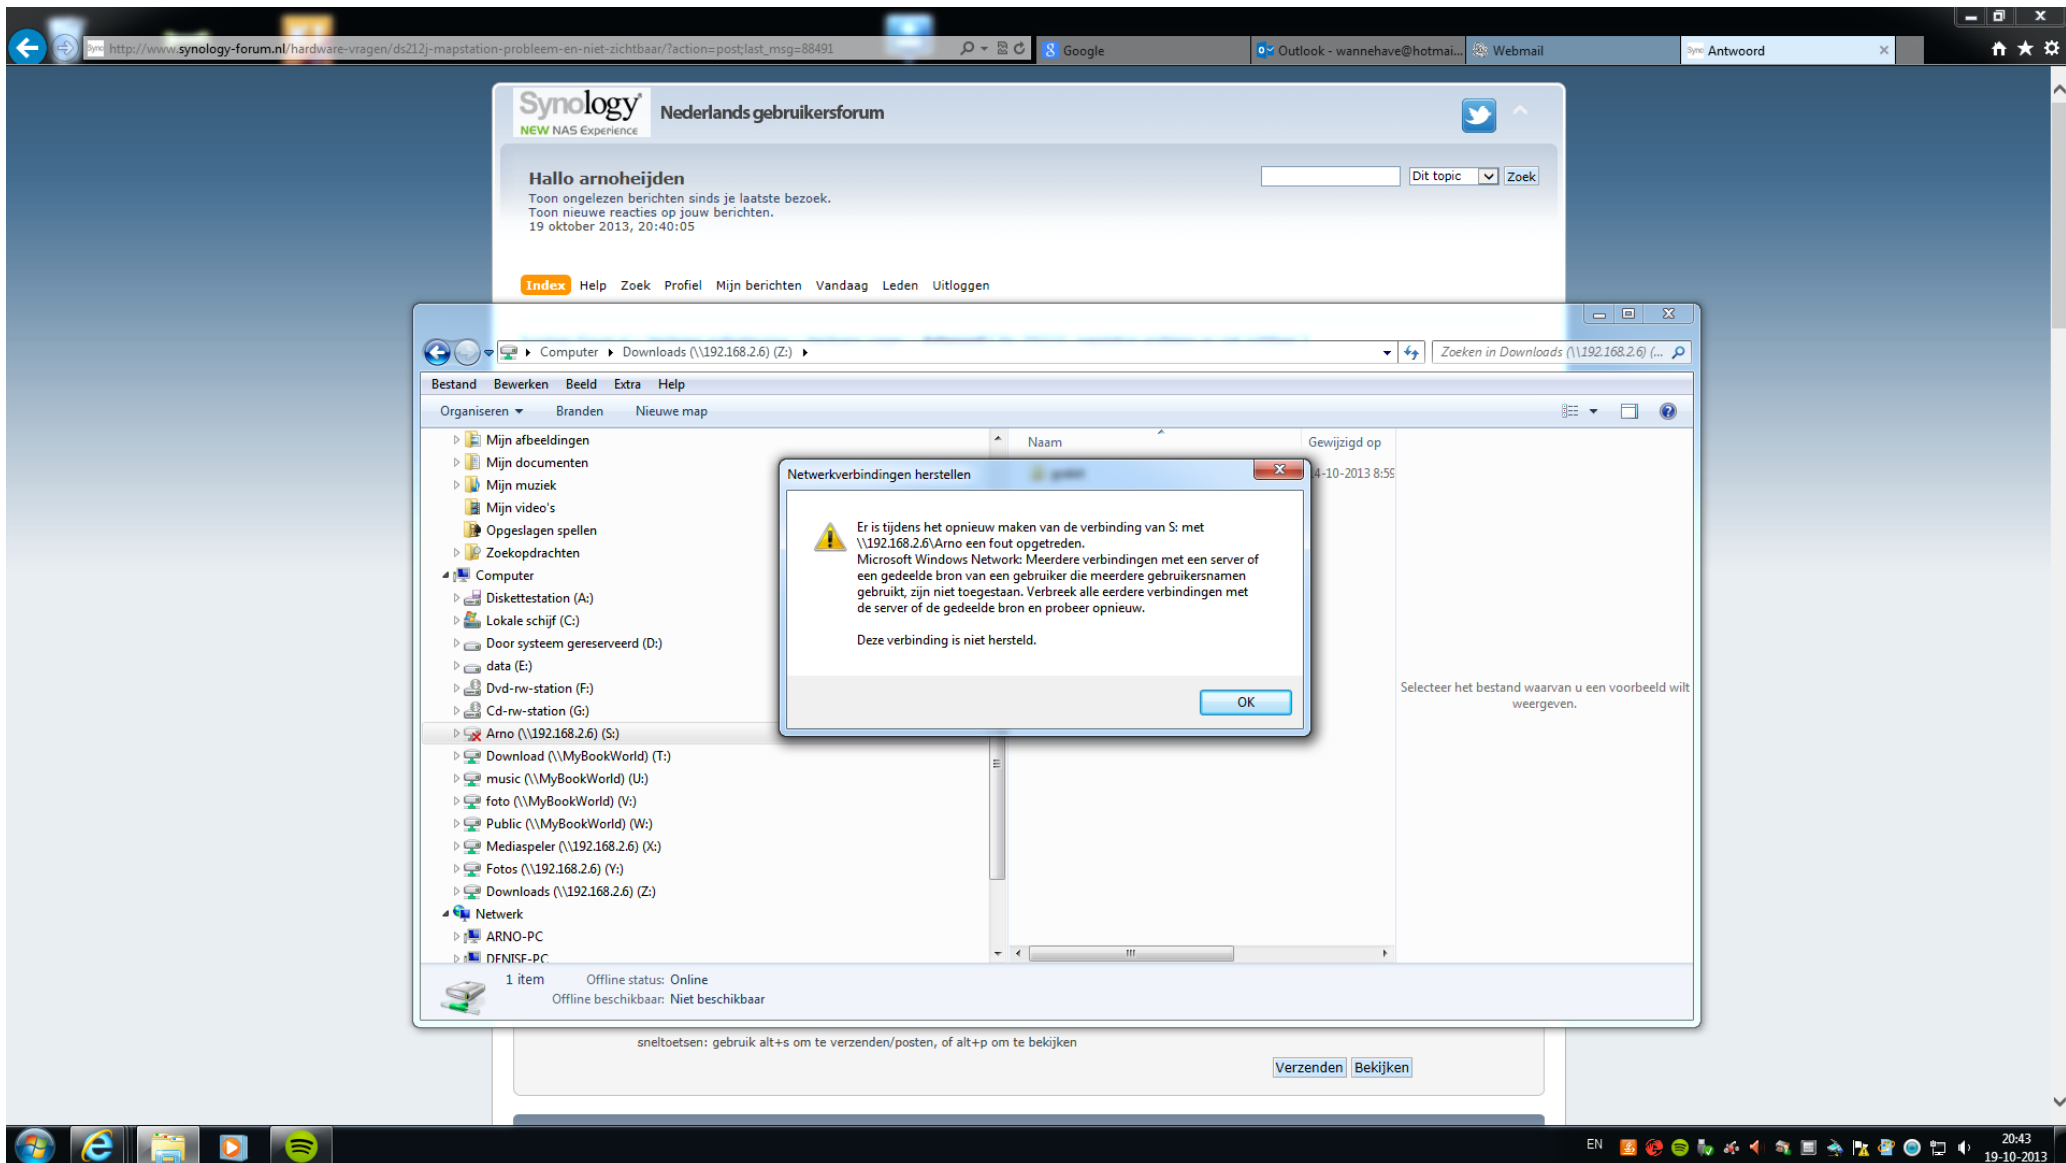 http://www.synology-forum.nl/hardware-vragen/ds212j-mapstation-probleem-en-niet-zichtbaar/?action=post;last_msg=88491
Google
Outlook - wannehave@hotmai...
Webmail
Antwoord
Synology
NEW NAS Experience
Nederlands gebruikersforum
Hallo arnoheijden
Toon ongelezen berichten sinds je laatste bezoek.
Toon nieuwe reacties op jouw berichten.
19 oktober 2013, 20:40:05
Dit topic
Zoek
Index Help Zoek Profiel Mijn berichten Vandaag Leden Uitloggen
Computer Downloads (\\192.168.2.6) (Z:)
Zoeken in Downloads (\\192.168.2.6) (...
Bestand Bewerken Beeld Extra Help
Organiseren Branden Nieuwe map
Mijn afbeeldingen
Mijn documenten
Mijn muziek
Mijn video's
Opgeslagen spellen
Zoekopdrachten
Computer
Diskettestation (A:)
Lokale schijf (C:)
Door systeem gereserveerd (D:)
data (E:)
Dvd-rw-station (F:)
Cd-rw-station (G:)
Arno (\\192.168.2.6) (S:)
Download (\\MyBookWorld) (T:)
music (\\MyBookWorld) (U:)
foto (\\MyBookWorld) (V:)
Public (\\MyBookWorld) (W:)
Mediaspeler (\\192.168.2.6) (X:)
Fotos (\\192.168.2.6) (Y:)
Downloads (\\192.168.2.6) (Z:)
Netwerk
ARNO-PC
DENISE-PC
Naam
Gewijzigd op
4-10-2013 8:59
Netwerkverbindingen herstellen
Er is tijdens het opnieuw maken van de verbinding van S: met
\\192.168.2.6\Arno een fout opgetreden.
Microsoft Windows Network: Meerdere verbindingen met een server of
een gedeelde bron van een gebruiker die meerdere gebruikersnamen
gebruikt, zijn niet toegestaan. Verbreek alle eerdere verbindingen met
de server of de gedeelde bron en probeer opnieuw.
Deze verbinding is niet hersteld.
OK
Selecteer het bestand waarvan u een voorbeeld wilt
weergeven.
1 item Offline status: Online
Offline beschikbaar: Niet beschikbaar
sneltoetsen: gebruik alt+s om te verzenden/posten, of alt+p om te bekijken
Verzenden Bekijken
EN
20:43
19-10-2013